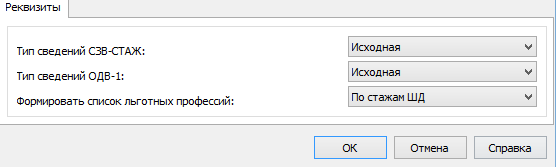 Реквизиты
Тип сведений СЗВ-СТАЖ: Исходная
Тип сведений ОДВ-1: Исходная
Формировать список льготных профессий: По стажам ШД
ОК Отмена Справка